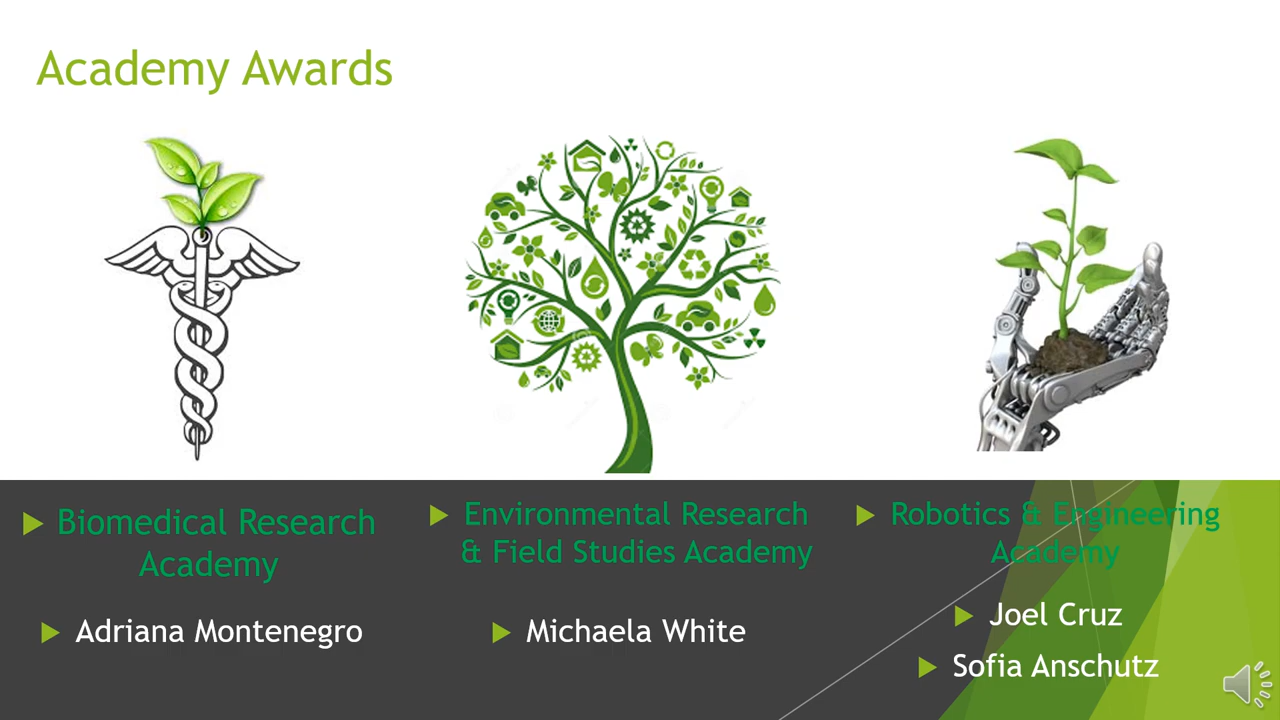 Academy Awards
Biomedical Research
Academy
Adriana Montenegro
Environmental Research
& Field Studies Academy
Michaela White
Robotics & Engineering
Academy
Joel Cruz
Sofia Anschutz